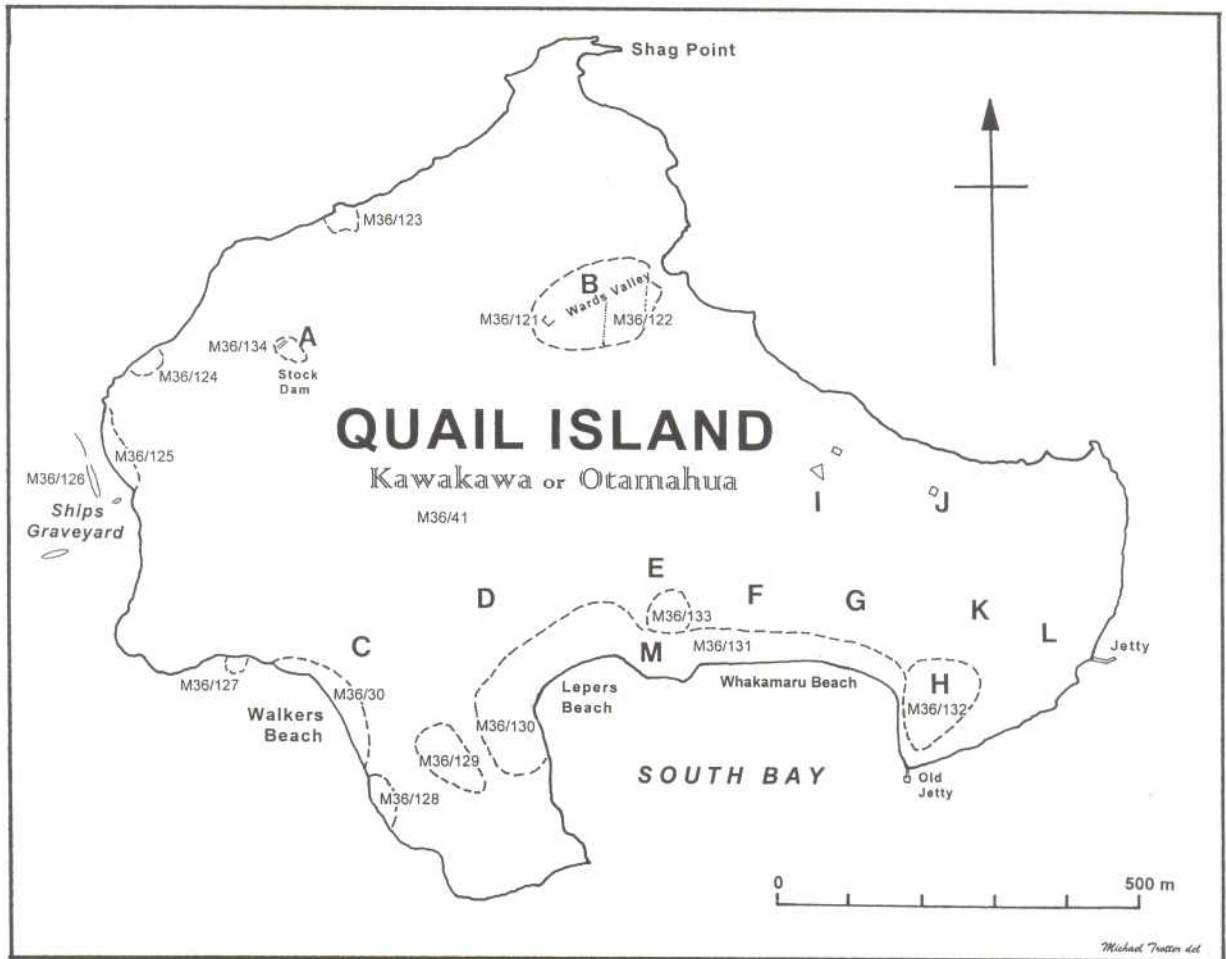 Shag Point
M36/123
B
Wards Valley
M36/121
M36/122
A
M36/134
Stock
Dam
M36/124
QUAIL ISLAND
Kawakawa or Otamahua
M36/125
M36/126
Ships
Graveyard
M36/41
I
J
E
D
F
G
K
M36/133
L
C
M
M36/131
Jetty
M36/127
M36/30
Lepers
Beach
Whakamaru Beach
H
M36/132
Walkers
Beach
M36/130
M36/129
SOUTH BAY
Old
Jetty
M36/128
0
500 m
Michael Trotter del